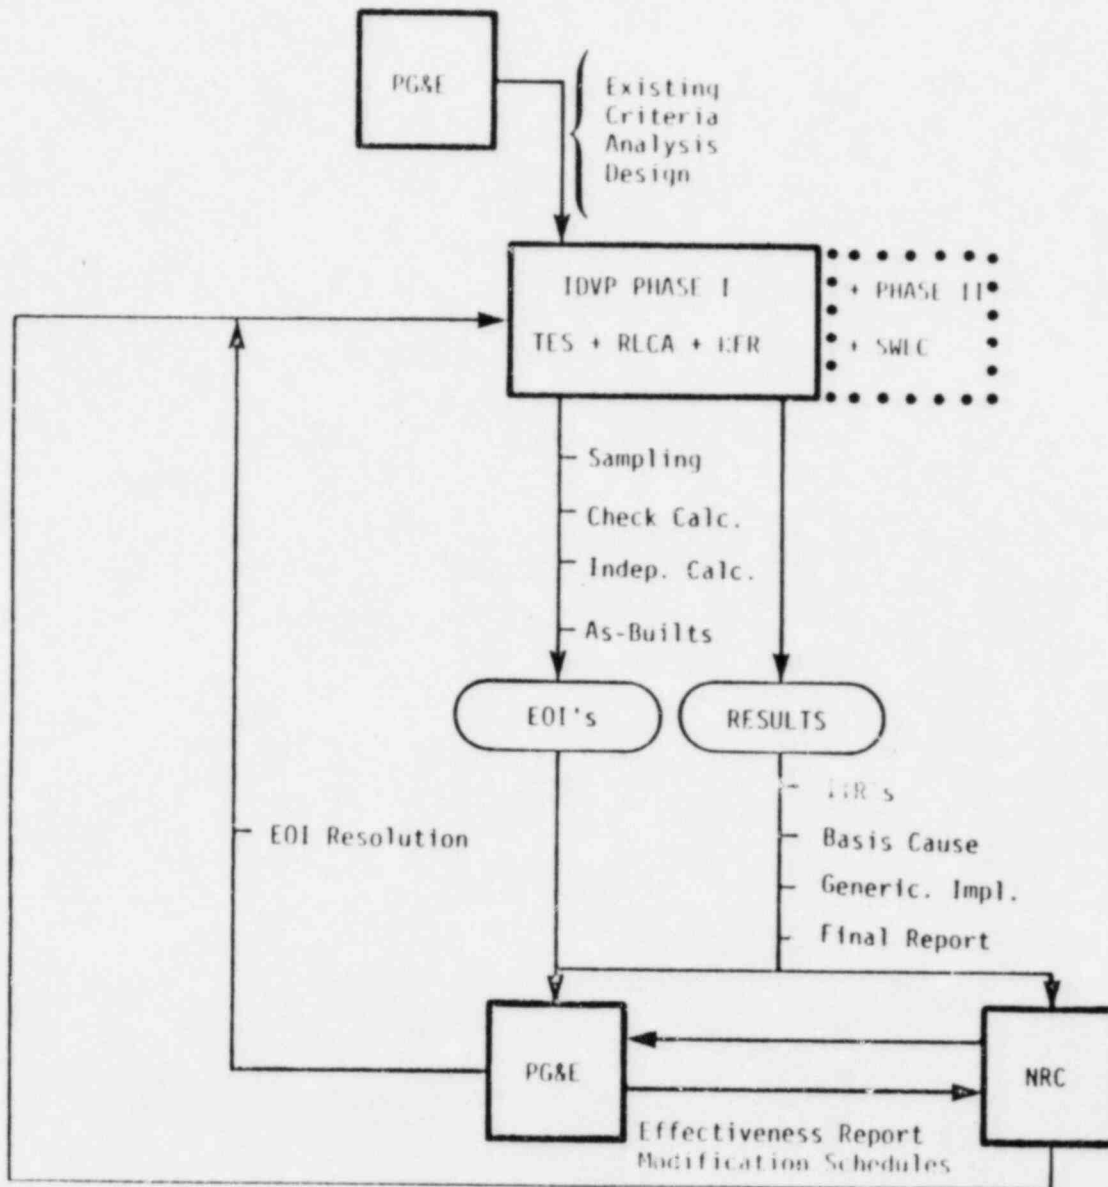 PG&E
Existing
Criteria
Analysis
Design
IDVP PHASE I
TES + RLCA +
+ PHASE II
+ SWEC
Sampling
Check Calc.
Indep. Calc.
As-Builts
EOI's
RESULTS
EOI Resolution
Basis Cause
Generic. Impl.
Final Report
PG&E
NRC
Effectiveness Report
Modification Schedules